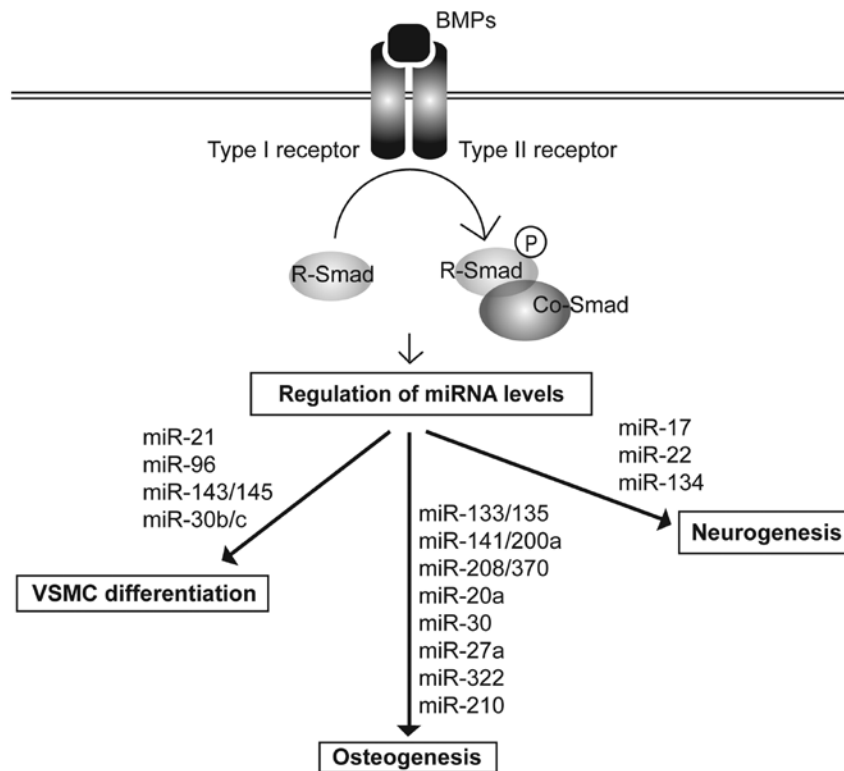 BMPs
Type I receptor
Type II receptor
P
R-Smad
R-Smad
Co-Smad
Regulation of miRNA levels
miR-21
miR-96
miR-143/145
miR-30b/c
miR-17
miR-22
miR-134
VSMC differentiation
miR-133/135
miR-141/200a
miR-208/370
miR-20a
miR-30
miR-27a
miR-322
miR-210
Neurogenesis
Osteogenesis